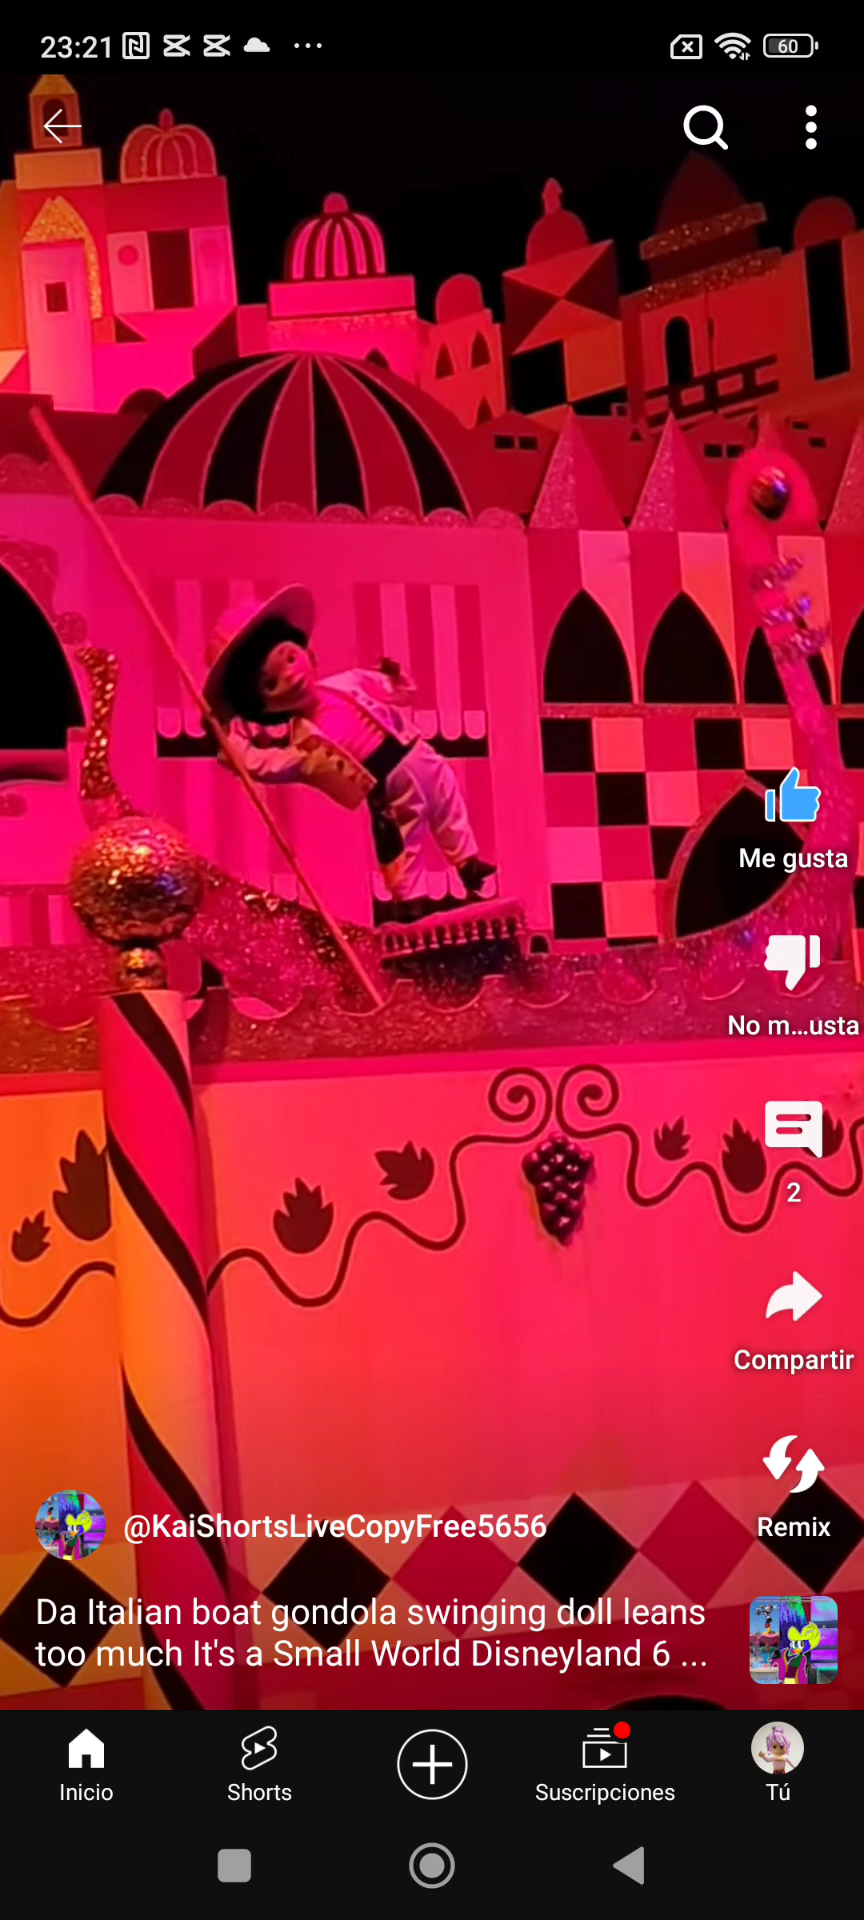 23:21
60
Me gusta
No m...usta
2
Compartir
Remix
@KaiShortsLiveCopyFree5656
Da Italian boat gondola swinging doll leans
too much It's a Small World Disneyland 6 ...
Inicio
Shorts
Suscripciones
Tú